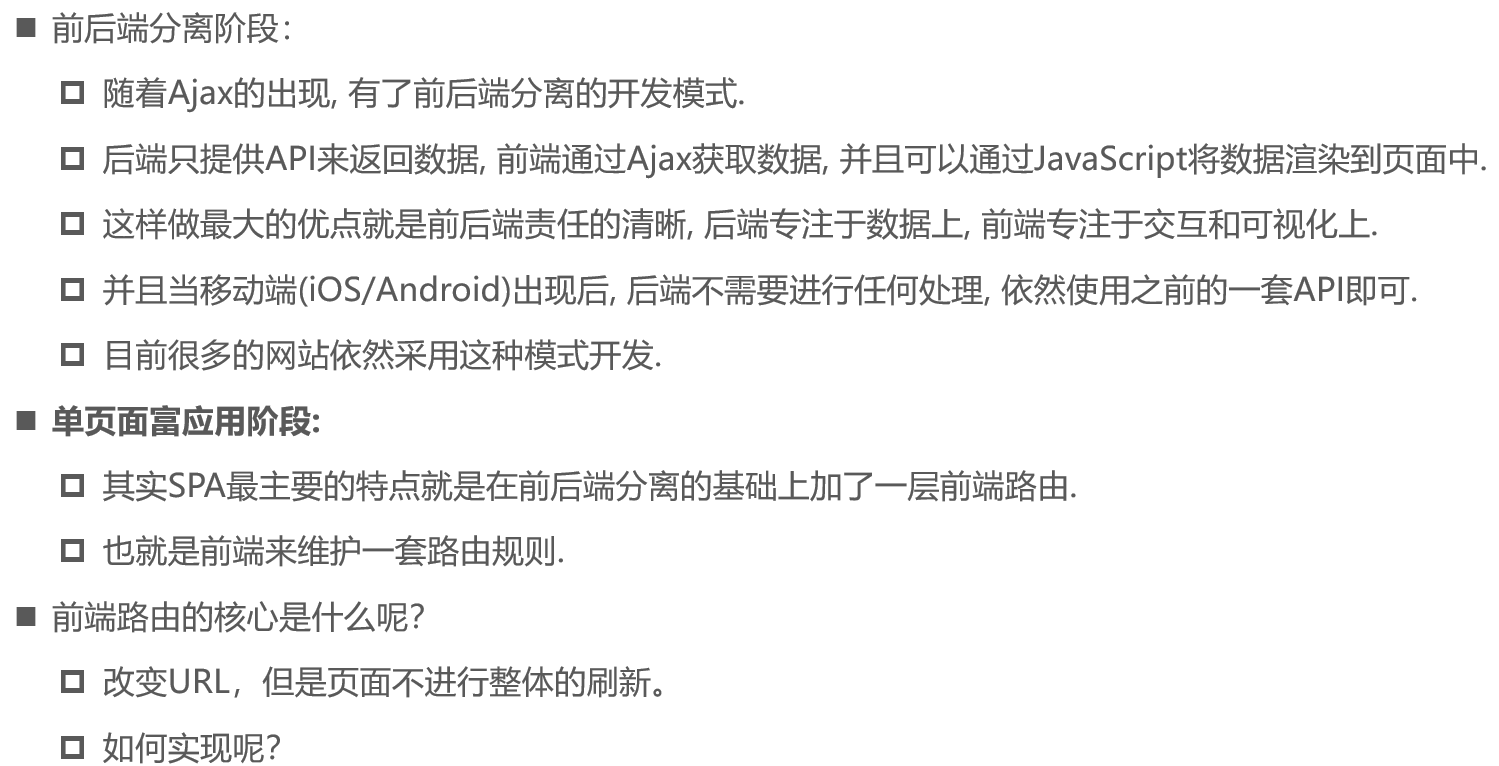 ■ 前后端分离阶段：
□ 随着Ajax的出现, 有了前后端分离的开发模式.
□ 后端只提供API来返回数据, 前端通过Ajax获取数据, 并且可以通过JavaScript将数据渲染到页面中.
□ 这样做最大的优点就是前后端责任的清晰, 后端专注于数据上, 前端专注于交互和可视化上.
□ 并且当移动端(iOS/Android)出现后, 后端不需要进行任何处理, 依然使用之前的一套API即可.
□ 目前很多的网站依然采用这种模式开发.
■ 单页面富应用阶段:
□ 其实SPA最主要的特点就是在前后端分离的基础上加了一层前端路由.
□ 也就是前端来维护一套路由规则.
■ 前端路由的核心是什么呢？
□ 改变URL，但是页面不进行整体的刷新。
□ 如何实现呢？